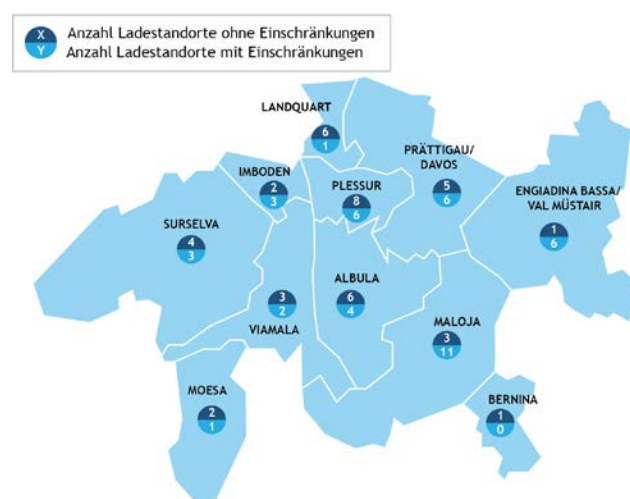 X Anzahl Ladestandorte ohne Einschränkungen
Y Anzahl Ladestandorte mit Einschränkungen
LANDQUART
6
1
PRÄTTIGAU/
DAVOS
5
6
IMBODEN
2
3
PLESSUR
8
6
ENGIADINA BASSA/
VAL MÜSTAIR
1
6
SURSELVA
4
3
ALBULA
6
4
3
2
VIAMALA
MALOJA
3
11
MOESA
2
1
BERNINA
1
0